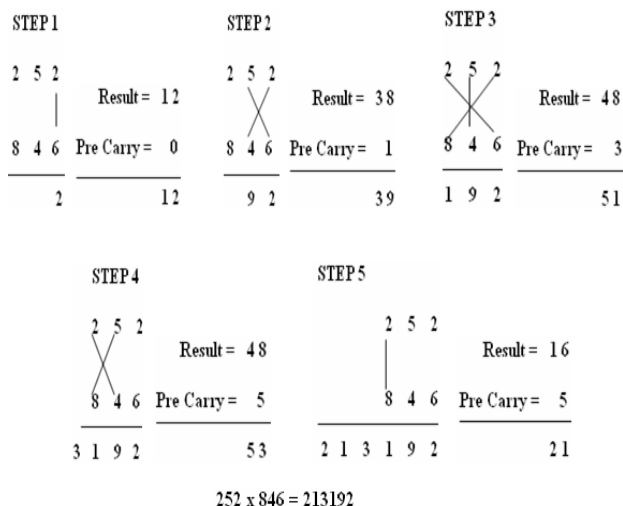 STEP 1
2 5 2
Result = 12
8 4 6 Pre Carry = 0
2 12
STEP 2
2 5 2
Result = 38
8 4 6 Pre Carry = 1
9 2 39
STEP 3
2 5 2
Result = 48
8 4 6 Pre Carry = 3
1 9 2 51
STEP 4
2 5 2
Result = 48
8 4 6 Pre Carry = 5
3 1 9 2 53
STEP 5
2 5 2
Result = 16
8 4 6 Pre Carry = 5
2 1 3 1 9 2 21
252 x 846 = 213192